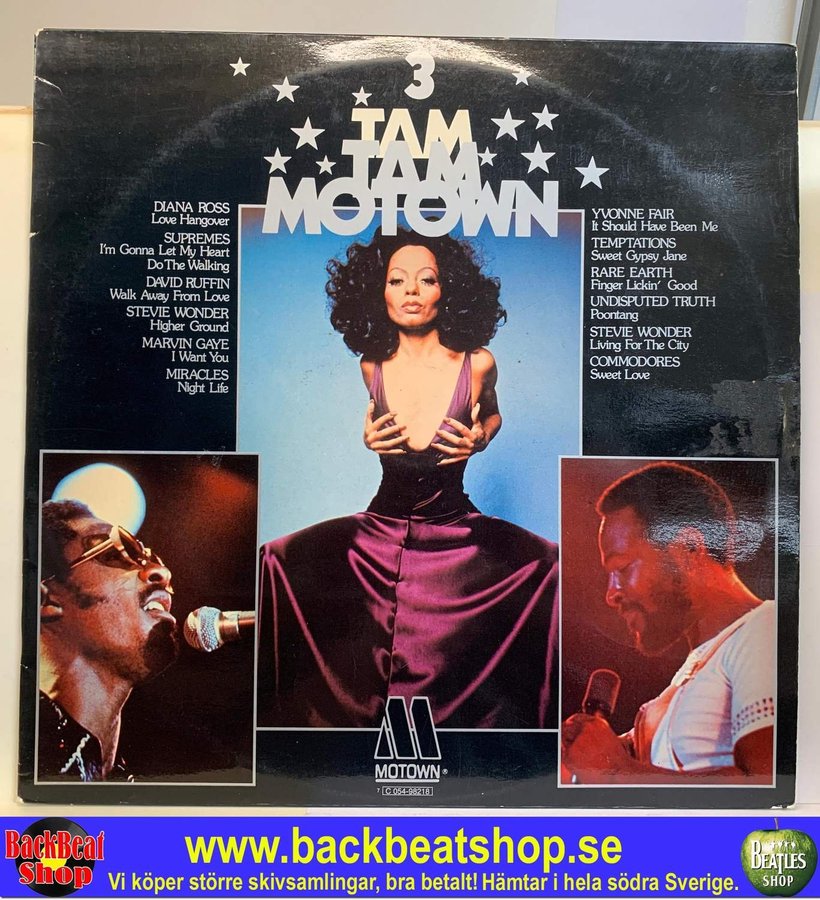 3
TAM
TAM
MOTOWN
DIANA ROSS
Love Hangover
SUPREMES
I'm Gonna Let My Heart
Do The Walking
DAVID RUFFIN
Walk Away From Love
STEVIE WONDER
Higher Ground
MARVIN GAYE
I Want You
MIRACLES
Night Life
YVONNE FAIR
It Should Have Been Me
TEMPTATIONS
Sweet Gypsy Jane
RARE EARTH
Finger Lickin' Good
UNDISPUTED TRUTH
Poontang
STEVIE WONDER
Living For The City
COMMODORES
Sweet Love
MOTOWN®
7 C 054-98218
BackBeat
Shop
www.backbeatshop.se
Vi köper större skivsamlingar, bra betalt! Hämtar i hela södra Sverige.
BEATLES
SHOP